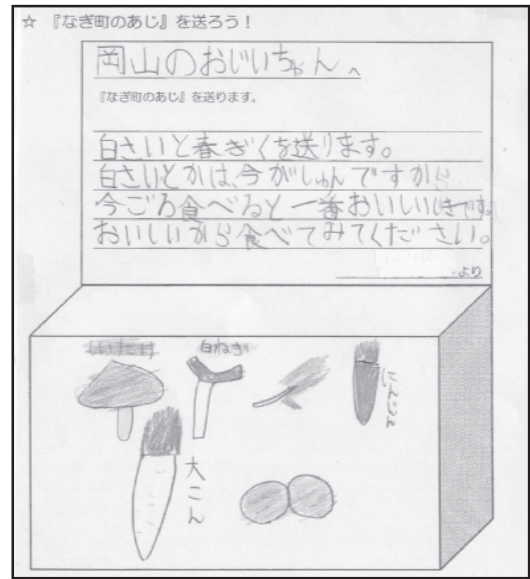 ☆ 『なぎ町のあじ』を送ろう！
岡山のおじいちゃんへ
『なぎ町のあじ』を送ります。
白さいと春ぎくを送ります。
白さいとかは、今がしゅんですから
今ごろ食べると一番おいしいじきです。
おいしいから食べてみてください。
より
しいたけ
白ねぎ
にんじん
大こん